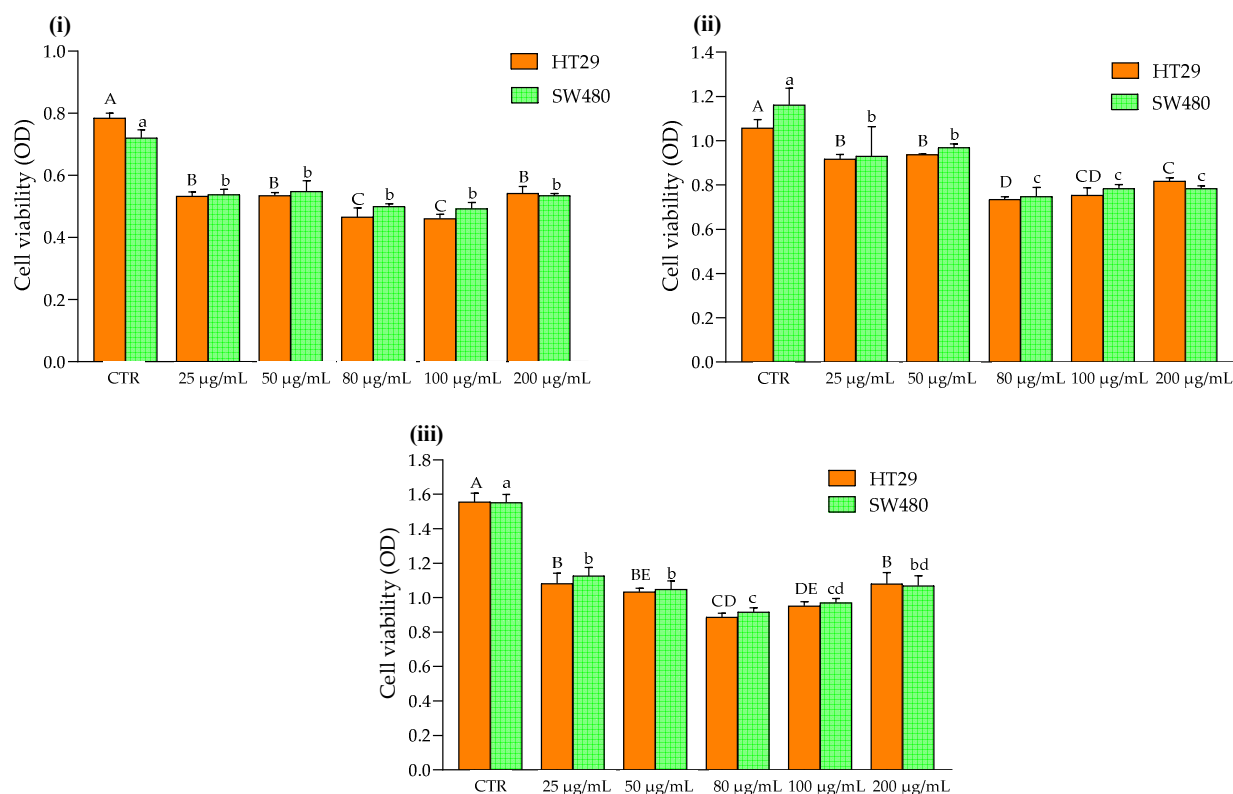 (i)
Cell viability (OD)
1.0
0.8
0.6
0.4
0.2
0.0
HT29
SW480
A a
B b
B b
C b
C b
B b
CTR 25 µg/mL 50 µg/mL 80 µg/mL 100 µg/mL 200 µg/mL
(ii)
Cell viability (OD)
1.4
1.2
1.0
0.8
0.6
0.4
0.2
0.0
HT29
SW480
A a
B b
B b
D c
CD c
C c
CTR 25 µg/mL 50 µg/mL 80 µg/mL 100 µg/mL 200 µg/mL
(iii)
Cell viability (OD)
1.8
1.6
1.4
1.2
1.0
0.8
0.6
0.4
0.2
0.0
HT29
SW480
A a
B b
BE b
CD c
DE cd
B bd
CTR 25 µg/mL 50 µg/mL 80 µg/mL 100 µg/mL 200 µg/mL